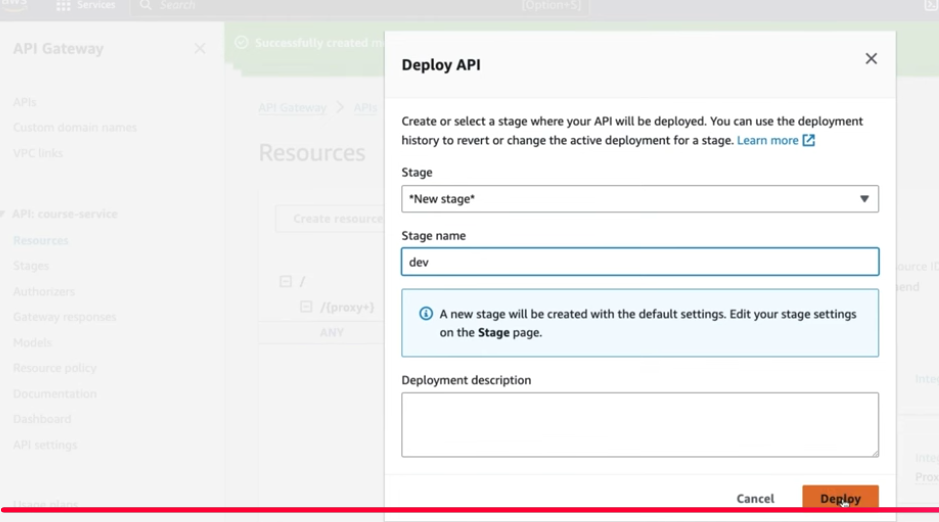 Services
Search
[Option+S]
API Gateway
Successfully created m
APIs
Custom domain names
VPC links
API: course-service
Resources
Stages
Authorizers
Gateway responses
Models
Resource policy
Documentation
Dashboard
API settings
Usage plans
API Gateway > APIs
Resources
Create resource
/
/{proxy+}
ANY
Deploy API
Create or select a stage where your API will be deployed. You can use the deployment
history to revert or change the active deployment for a stage. Learn more
Stage
*New stage*
Stage name
dev
A new stage will be created with the default settings. Edit your stage settings
on the Stage page.
Deployment description
Cancel
Deploy
ource ID
end
Inte
Inte
Prox